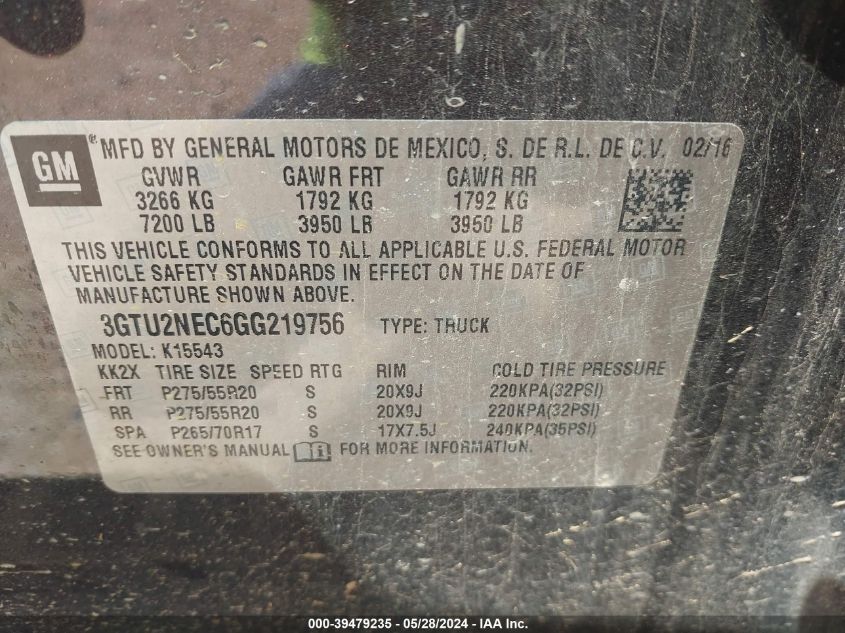 GM ® MFD BY GENERAL MOTORS DE MEXICO, S. DE R.L. DE C.V. 02/16
GVWR GAWR FRT GAWR RR
3266 KG 1792 KG 1792 KG
7200 LB 3950 LB 3950 LB
THIS VEHICLE CONFORMS TO ALL APPLICABLE U.S. FEDERAL MOTOR
VEHICLE SAFETY STANDARDS IN EFFECT ON THE DATE OF
MANUFACTURE SHOWN ABOVE.
3GTU2NEC6GG219756 TYPE: TRUCK
MODEL: K15543
KK2X TIRE SIZE SPEED RTG RIM COLD TIRE PRESSURE
FRT P275/55R20 S 20X9J 220KPA(32PSI)
RR P275/55R20 S 20X9J 220KPA(32PSI)
SPA P265/70R17 S 17X7.5J 240KPA(35PSI)
SEE OWNER'S MANUAL FOR MORE INFORMATION.
000-39479235 - 05/28/2024 - IAA Inc.